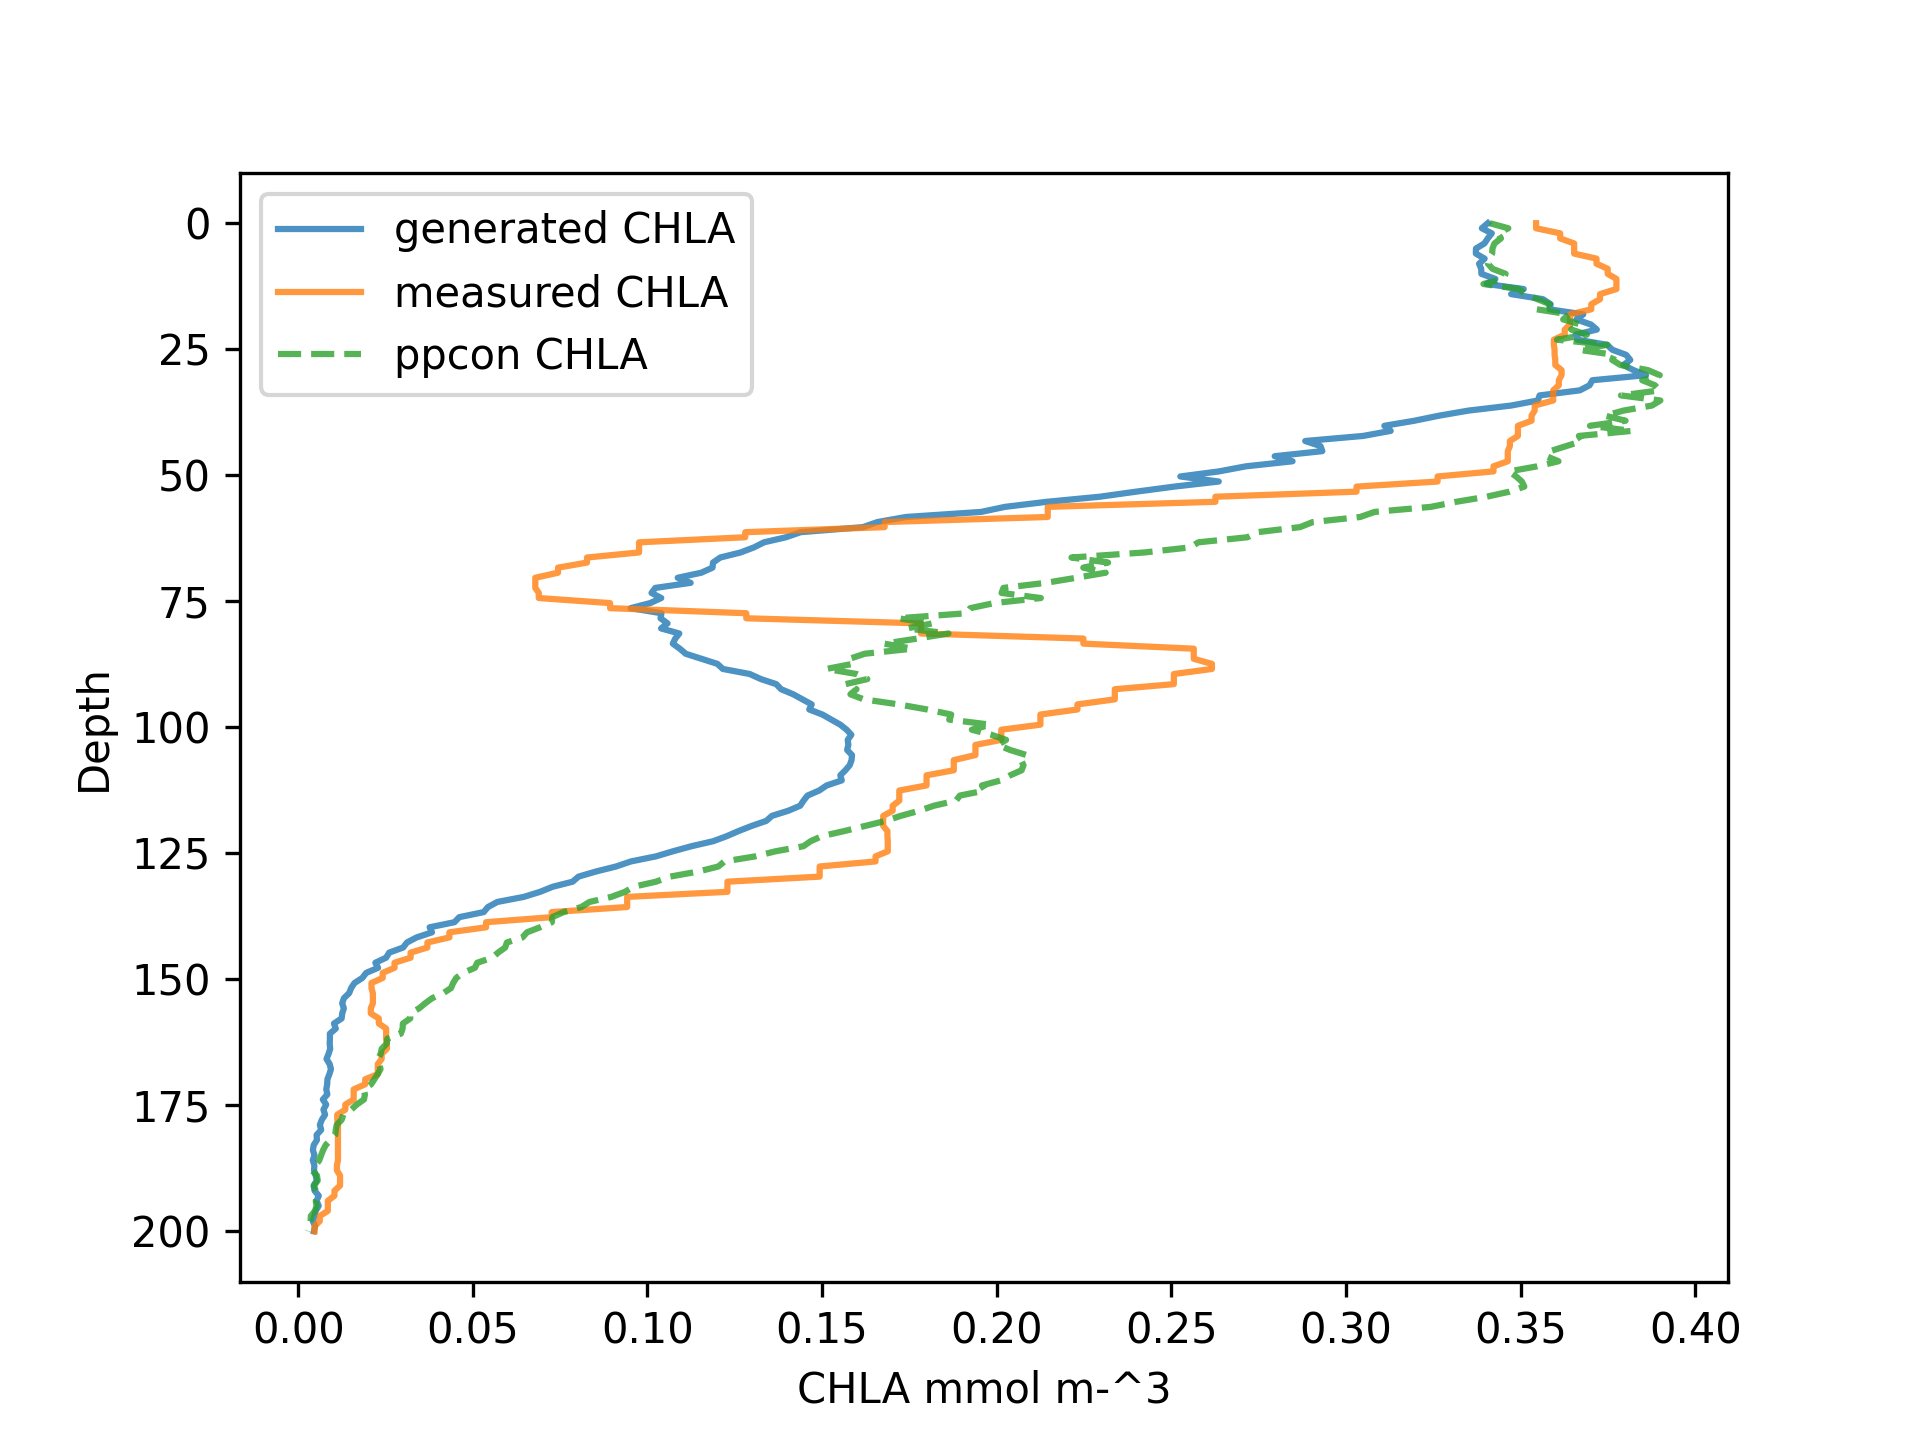 generated CHLA
measured CHLA
ppcon CHLA
0
25
50
75
100
125
150
175
200
Depth
0.00 0.05 0.10 0.15 0.20 0.25 0.30 0.35 0.40
CHLA mmol m-^3